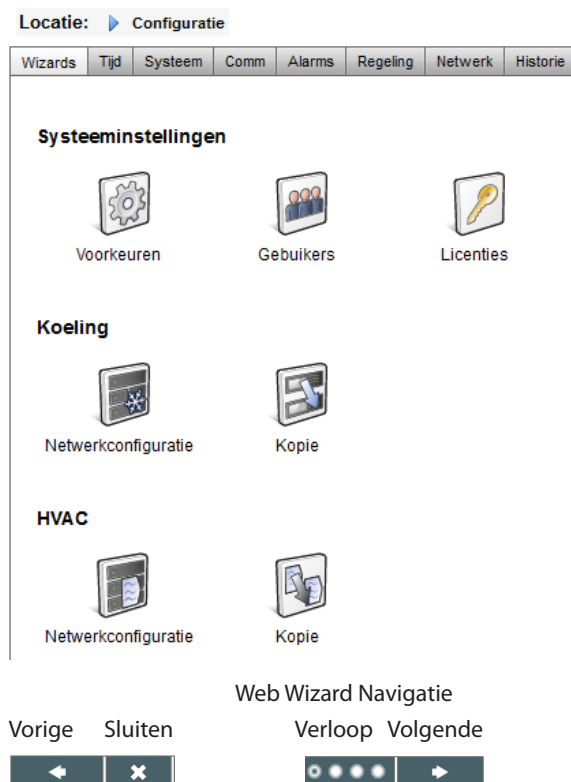 Locatie: Configuratie
Wizards Tijd Systeem Comm Alarms Regeling Netwerk Historie
Systeeminstellingen
Voorkeuren Gebuikers Licenties
Koeling
Netwerkconfiguratie Kopie
HVAC
Netwerkconfiguratie Kopie
Web Wizard Navigatie
Vorige Sluiten Verloop Volgende